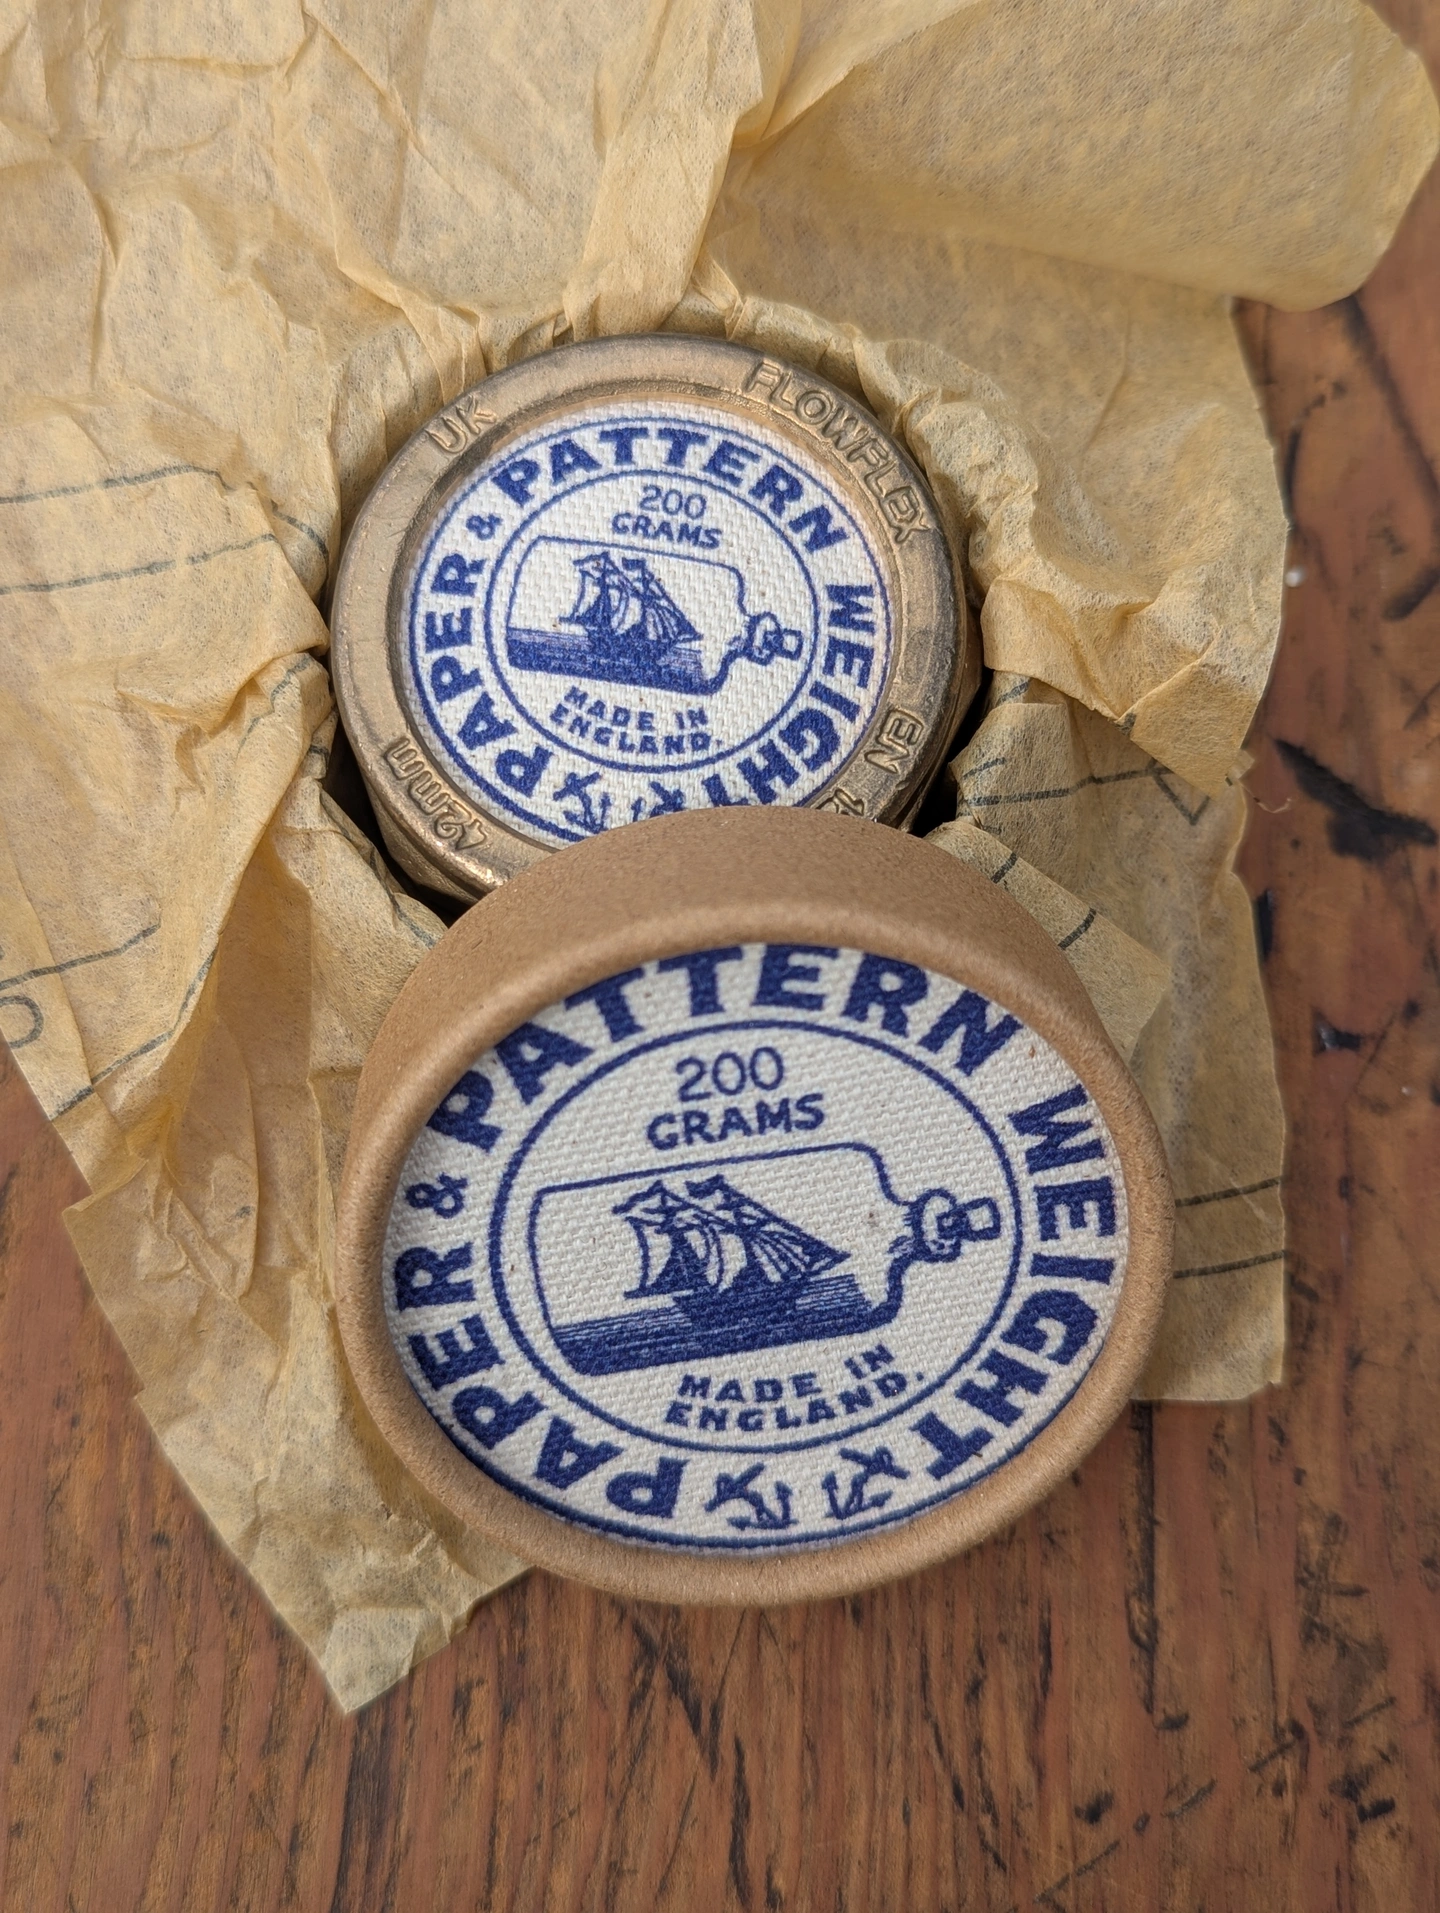 UK FLOWFLEX EN 42mm
PAPER & PATTERN WEIGHT
200
GRAMS
MADE IN
ENGLAND.
PAPER & PATTERN WEIGHT
200
GRAMS
MADE IN
ENGLAND.